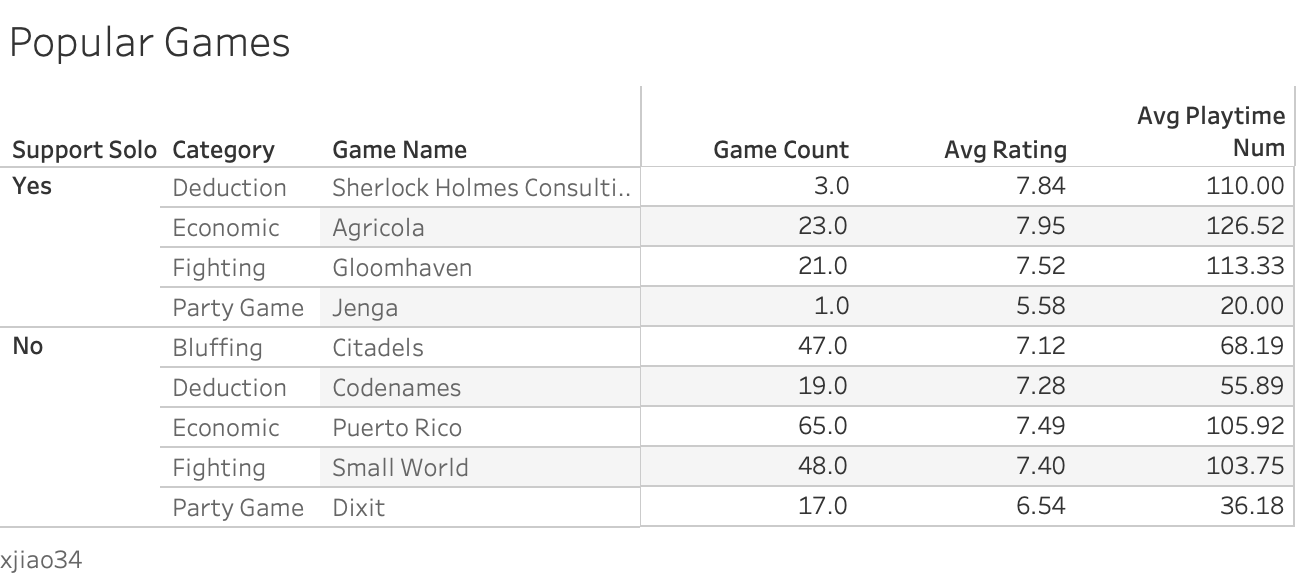 Popular Games
Avg Playtime
Support Solo Category Game Name Game Count Avg Rating Num
Yes Deduction Sherlock Holmes Consulti.. 3.0 7.84 110.00
Economic Agricola 23.0 7.95 126.52
Fighting Gloomhaven 21.0 7.52 113.33
Party Game Jenga 1.0 5.58 20.00
No Bluffing Citadels 47.0 7.12 68.19
Deduction Codenames 19.0 7.28 55.89
Economic Puerto Rico 65.0 7.49 105.92
Fighting Small World 48.0 7.40 103.75
Party Game Dixit 17.0 6.54 36.18
xjiao34